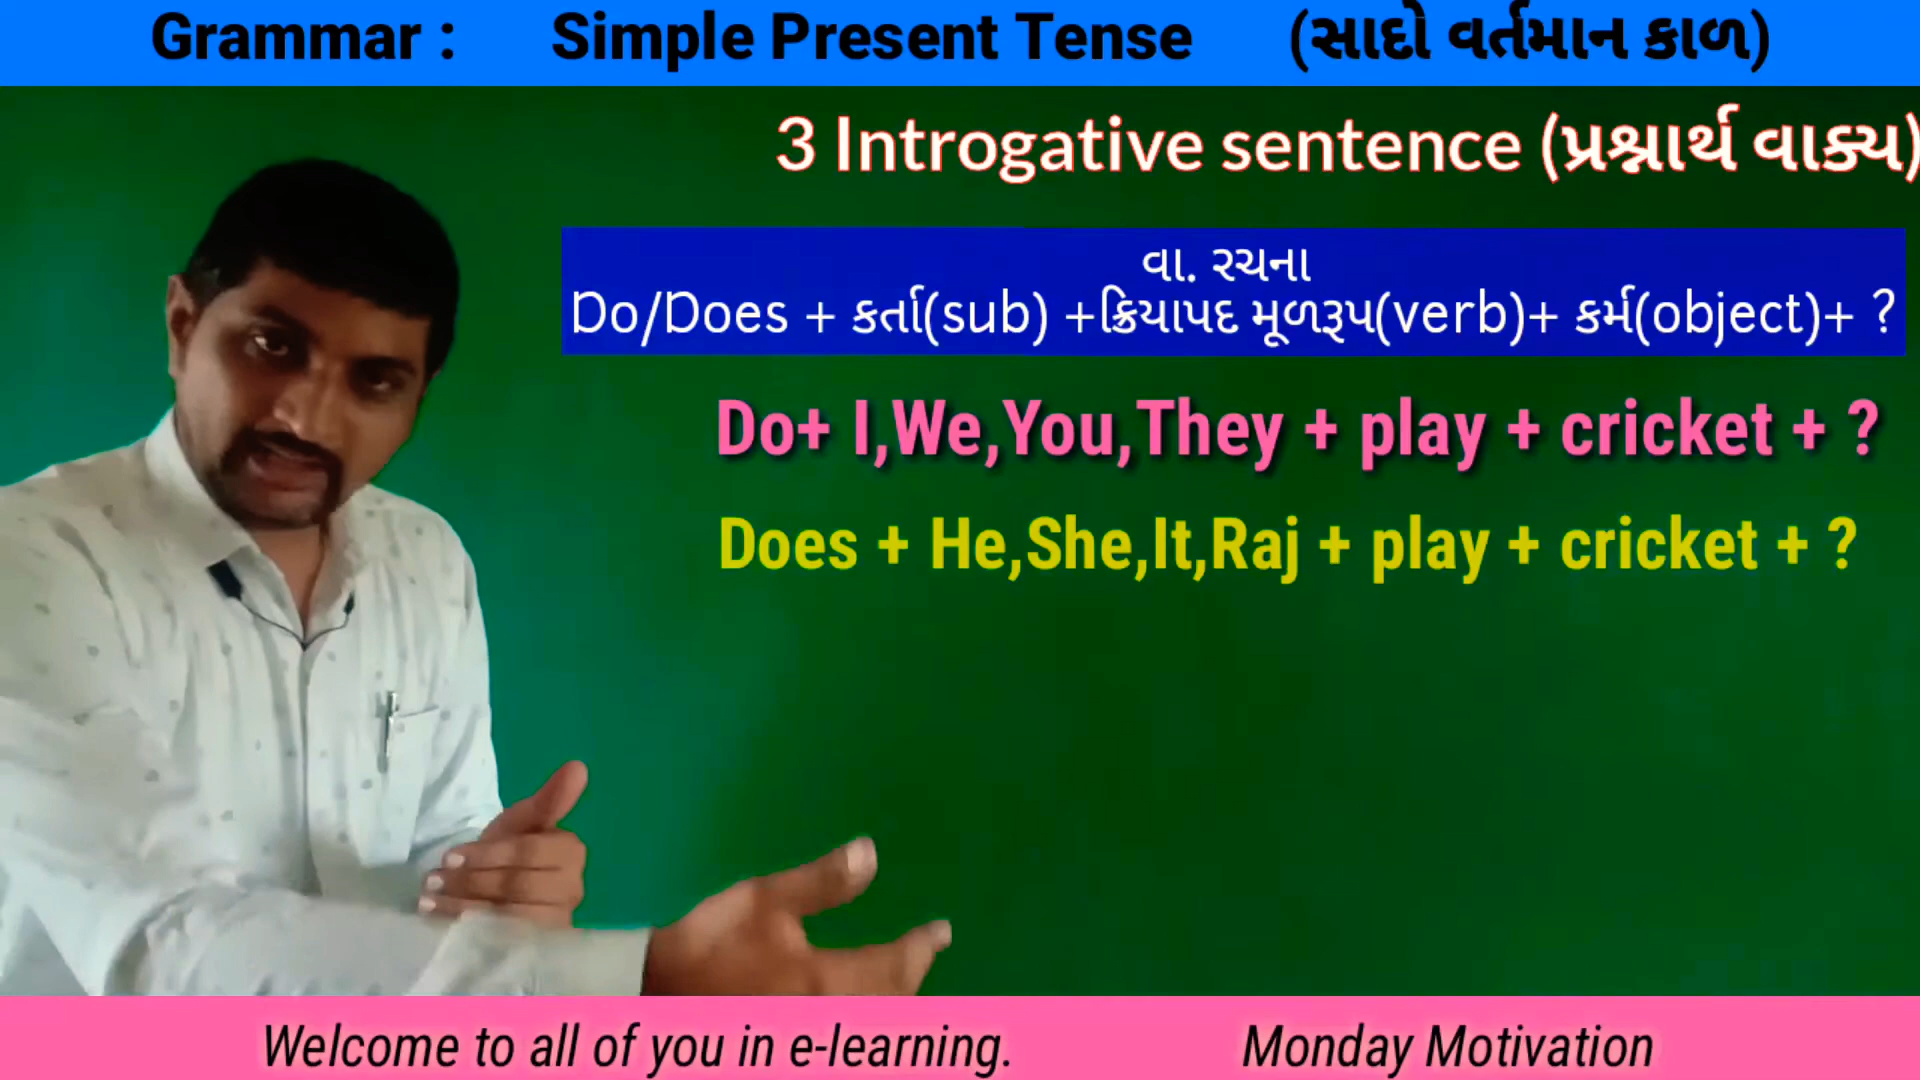 Grammar : Simple Present Tense (સાદો વર્તમાન કાળ)
3 Introgative sentence (પ્રશ્નાર્થ વાક્ય)
વા. રચના
Do/Does + કર્તા(sub) +ક્રિયાપદ મૂળરૂપ(verb)+ કર્મ(object)+ ?
Do+ I,We,You,They + play + cricket + ?
Does + He,She,It,Raj + play + cricket + ?
Welcome to all of you in e-learning. Monday Motivation